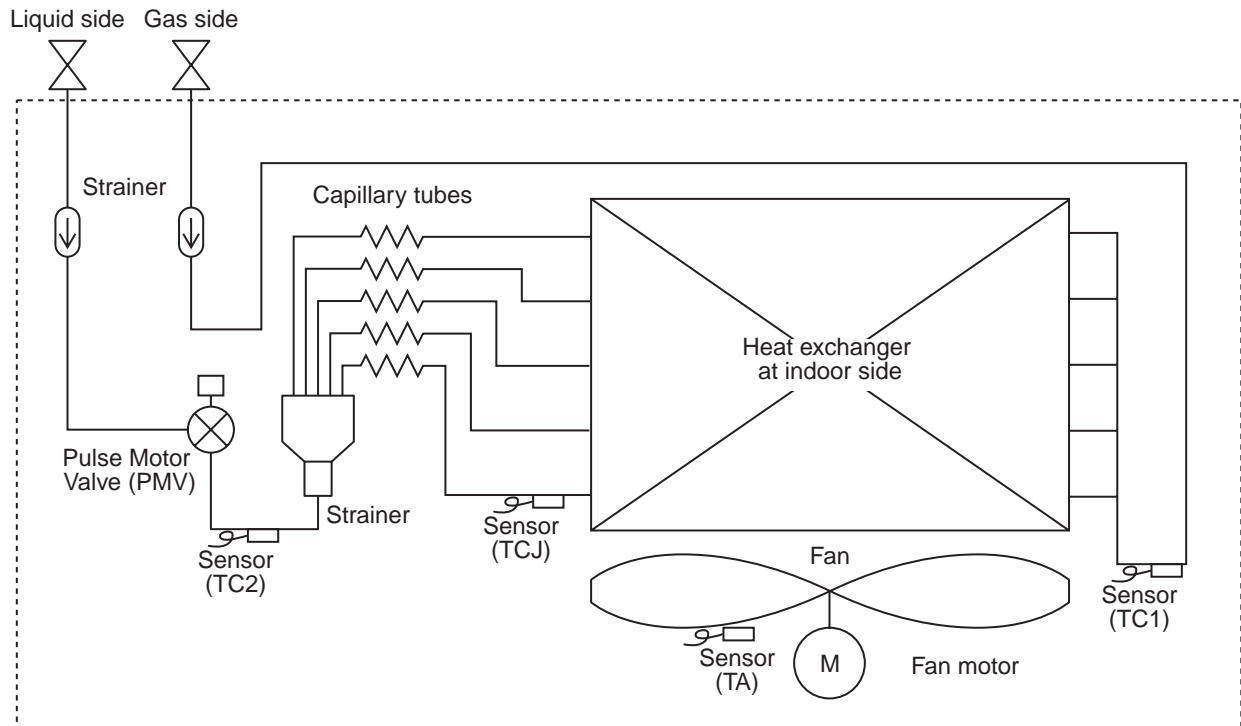 Liquid side
Gas side
Strainer
Capillary tubes
Heat exchanger
at indoor side
Pulse Motor
Valve (PMV)
Strainer
Sensor
(TCJ)
Sensor
(TC2)
Fan
Sensor
(TC1)
Sensor
(TA)
M
Fan motor